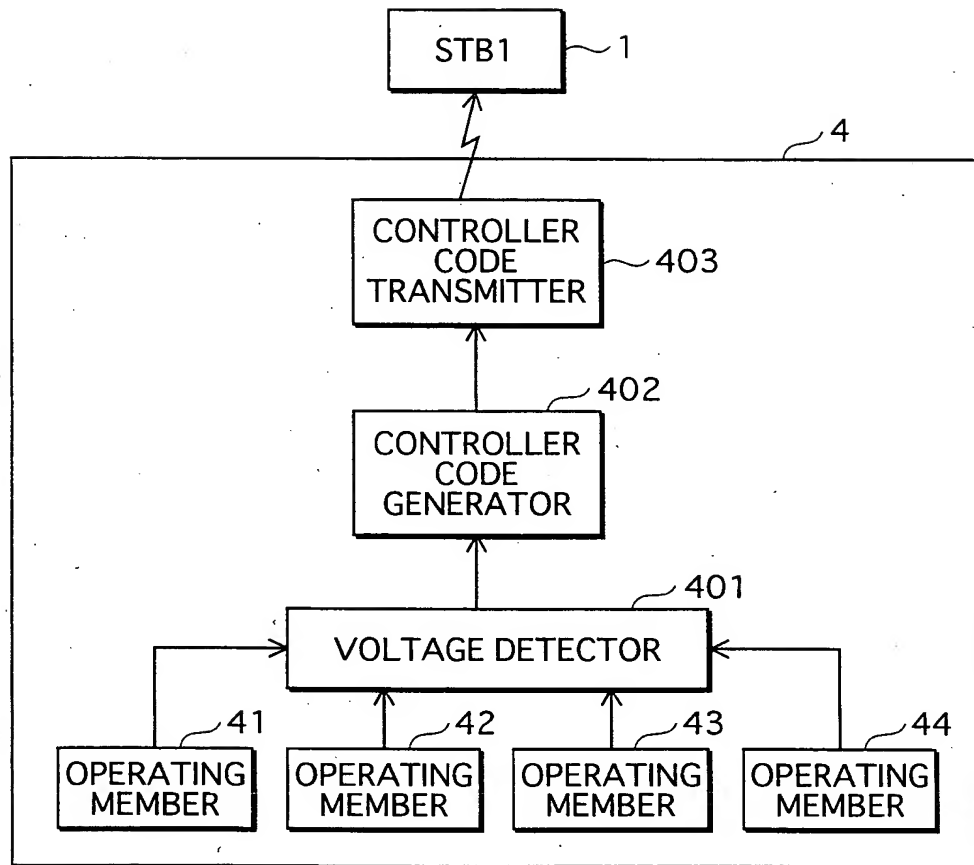 STB1
1
4
CONTROLLER
CODE
TRANSMITTER
403
402
CONTROLLER
CODE
GENERATOR
401
VOLTAGE DETECTOR
41
42
43
44
OPERATING
MEMBER
OPERATING
MEMBER
OPERATING
MEMBER
OPERATING
MEMBER